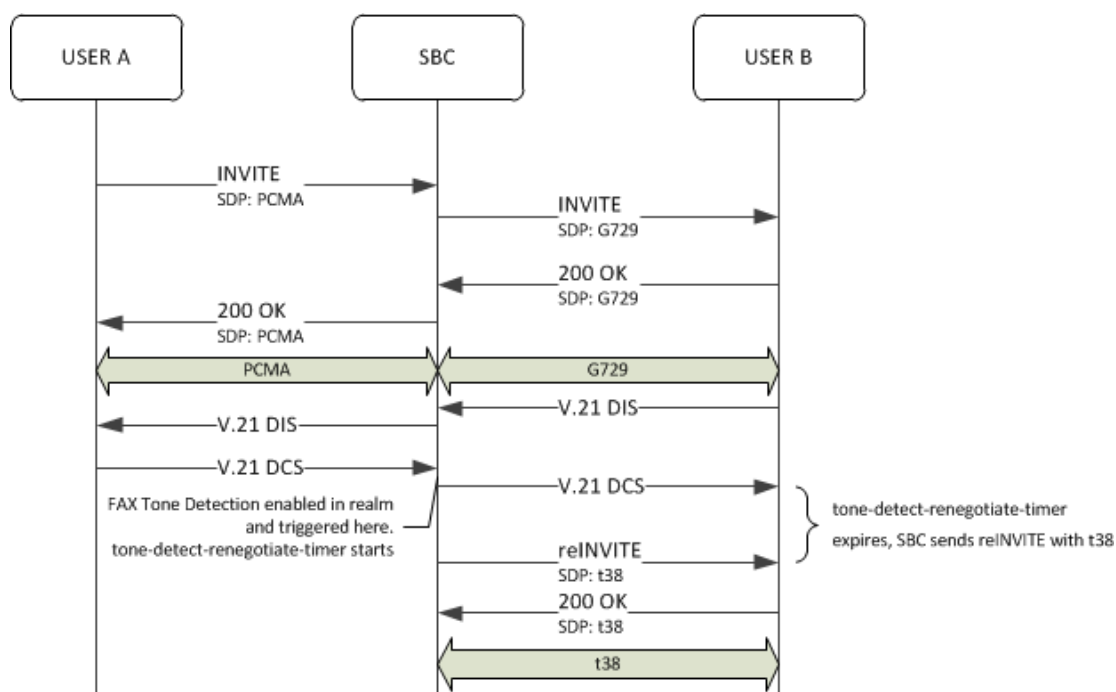 USER A
SBC
USER B
INVITE
SDP: PCMA
INVITE
SDP: G729
200 OK
SDP: G729
200 OK
SDP: PCMA
PCMA
G729
V.21 DIS
V.21 DIS
V.21 DCS
V.21 DCS
FAX Tone Detection enabled in realm
and triggered here.
tone-detect-renegotiate-timer starts
tone-detect-renegotiate-timer
expires, SBC sends reINVITE with t38
reINVITE
SDP: t38
200 OK
SDP: t38
t38